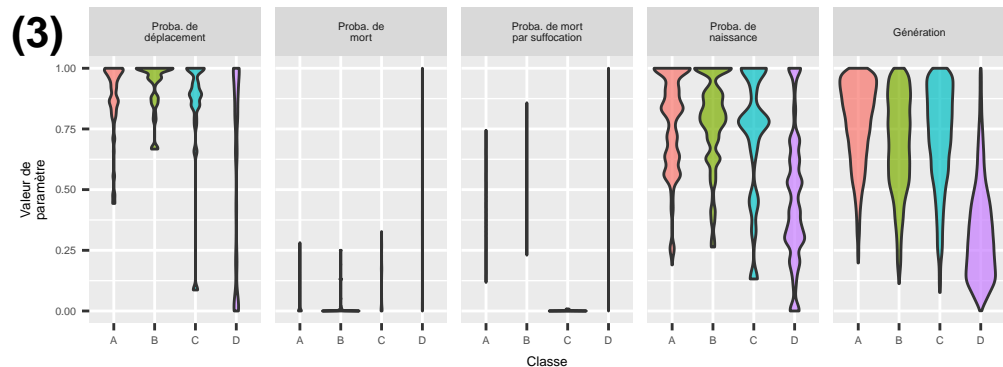 (3)
Proba. de
déplacement
Proba. de
mort
Proba. de mort
par suffocation
Proba. de
naissance
Génération
Valeur de
paramètre
1.00
0.75
0.50
0.25
0.00
A B C D A B C D A B C D A B C D A B C D
Classe